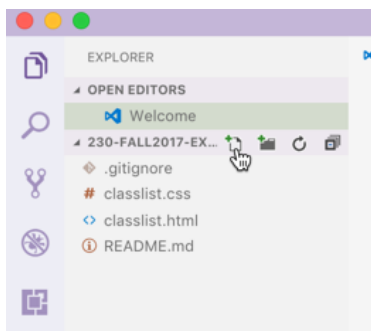 EXPLORER
OPEN EDITORS
Welcome
230-FALL2017-EX...
.gitignore
# classlist.css
<> classlist.html
README.md